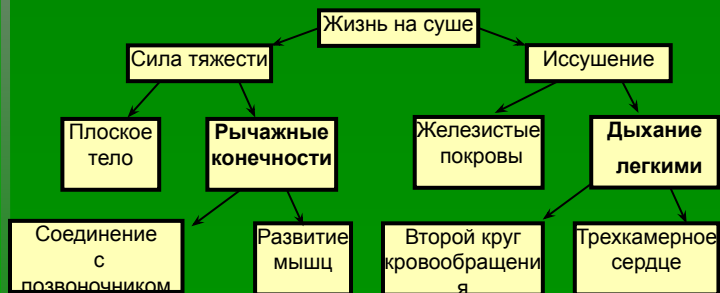 Жизнь на суше
Сила тяжести
Иссушение
Плоское
тело
Рычажные
конечности
Железистые
покровы
Дыхание
легкими
Соединение
с
позвоночником
Развитие
мышц
Второй круг
кровообращени
я
Трехкамерное
сердце